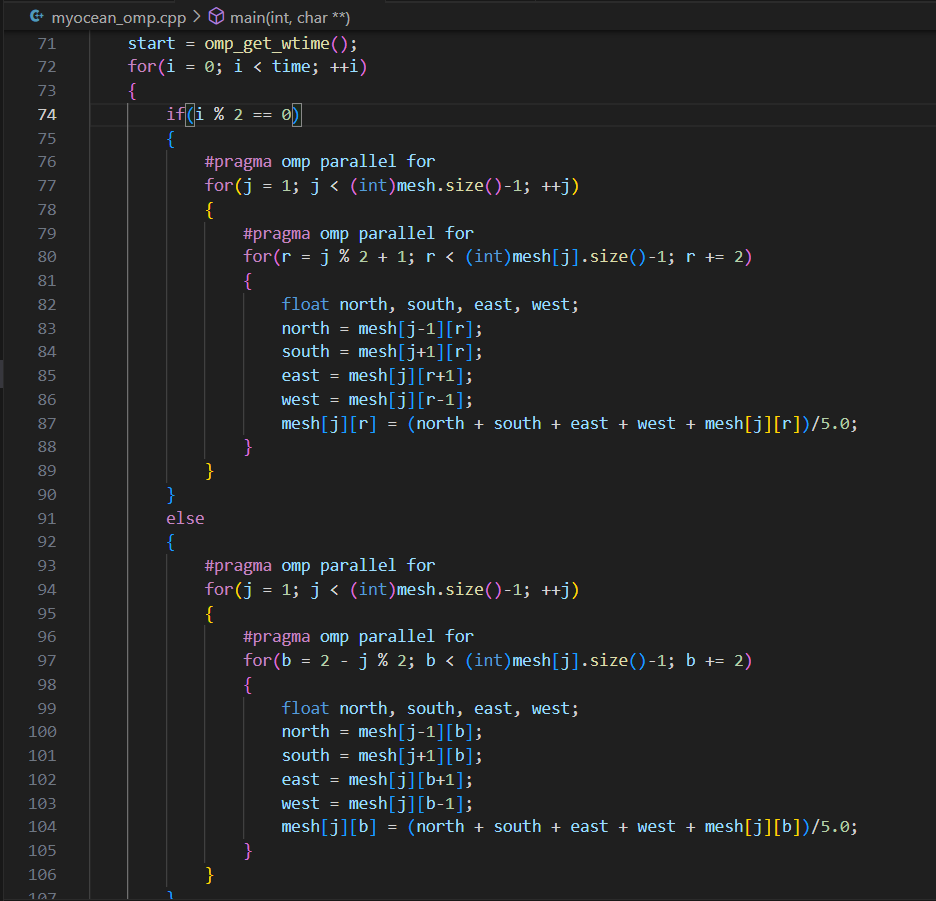 myocean_omp.cpp > main(int, char **)
71 start = omp_get_wtime();
72 for(i = 0; i < time; ++i)
73 {
74 if(i % 2 == 0)
75 {
76 #pragma omp parallel for
77 for(j = 1; j < (int)mesh.size()-1; ++j)
78 {
79 #pragma omp parallel for
80 for(r = j % 2 + 1; r < (int)mesh[j].size()-1; r += 2)
81 {
82 float north, south, east, west;
83 north = mesh[j-1][r];
84 south = mesh[j+1][r];
85 east = mesh[j][r+1];
86 west = mesh[j][r-1];
87 mesh[j][r] = (north + south + east + west + mesh[j][r])/5.0;
88 }
89 }
90 }
91 else
92 {
93 #pragma omp parallel for
94 for(j = 1; j < (int)mesh.size()-1; ++j)
95 {
96 #pragma omp parallel for
97 for(b = 2 - j % 2; b < (int)mesh[j].size()-1; b += 2)
98 {
99 float north, south, east, west;
100 north = mesh[j-1][b];
101 south = mesh[j+1][b];
102 east = mesh[j][b+1];
103 west = mesh[j][b-1];
104 mesh[j][b] = (north + south + east + west + mesh[j][b])/5.0;
105 }
106 }
107 }